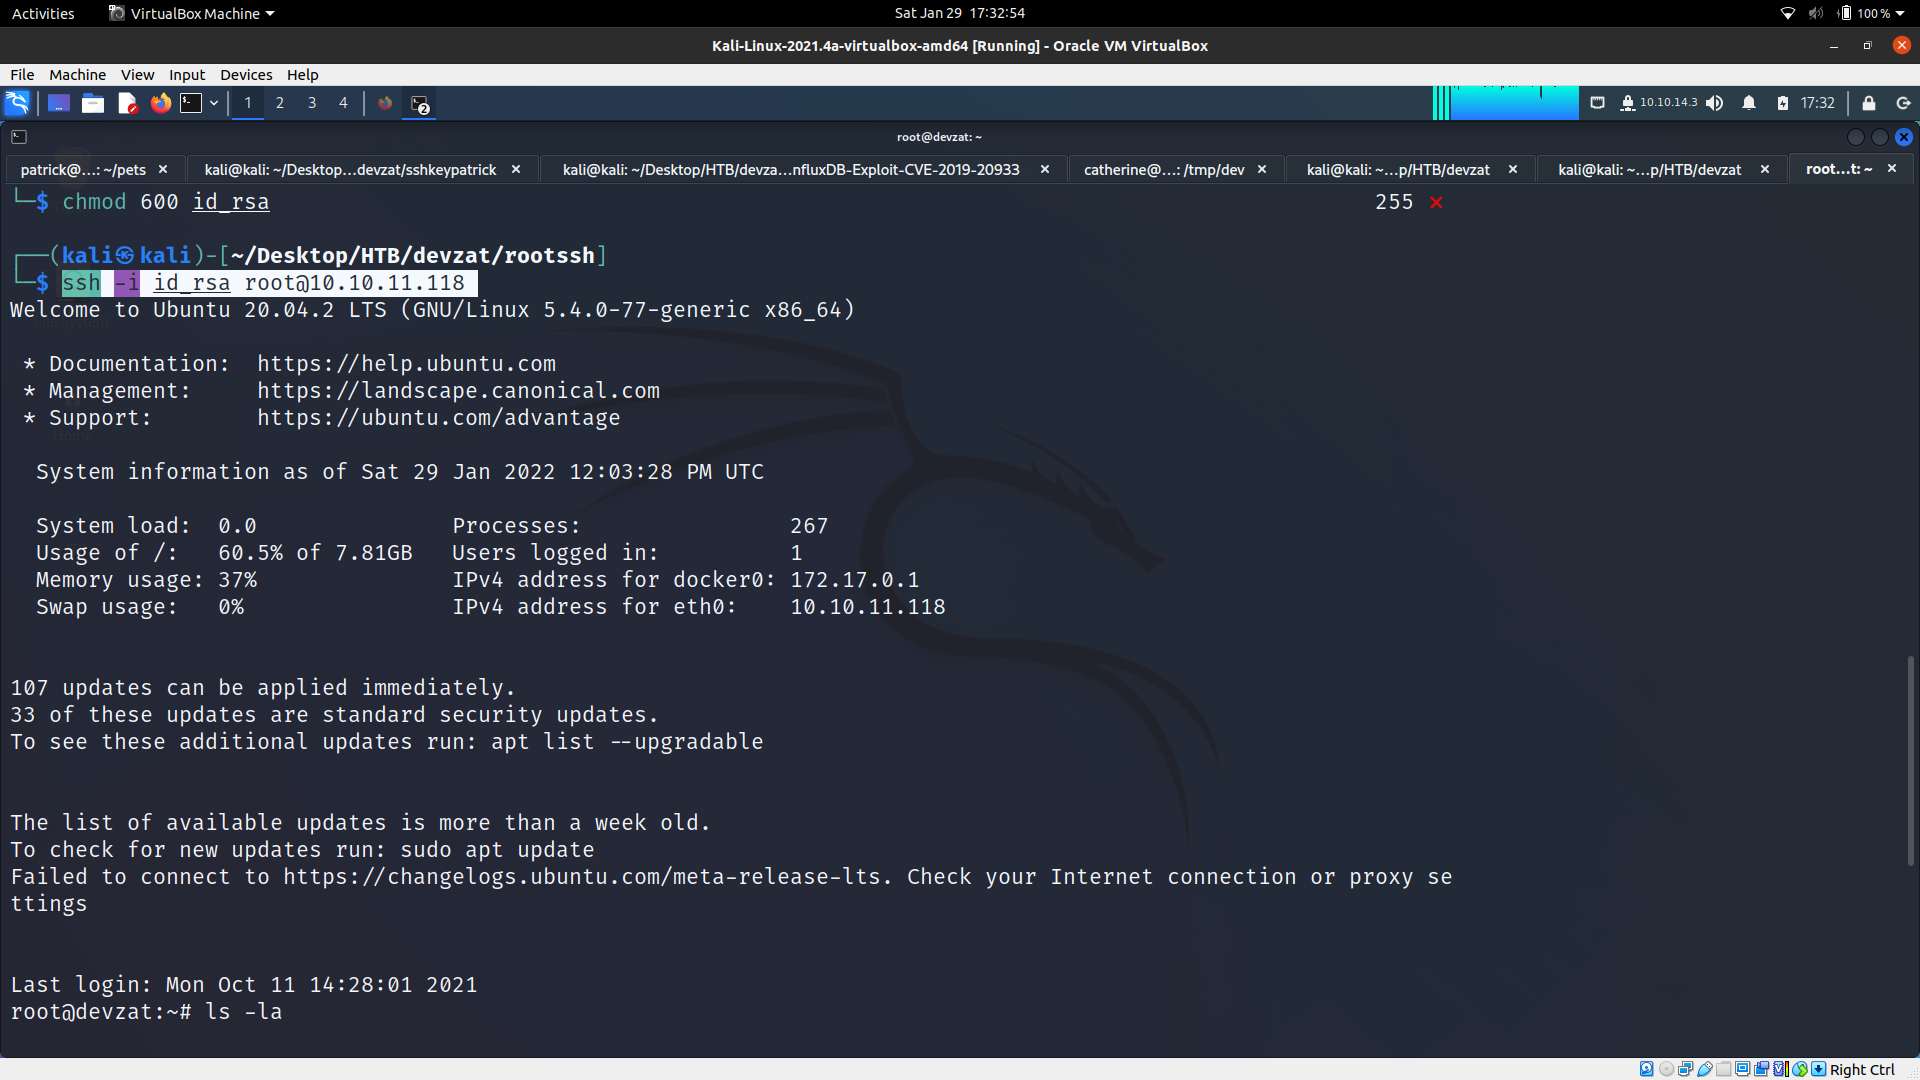 Activities VirtualBox Machine Sat Jan 29 17:32:54 100 %
Kali-Linux-2021.4a-virtualbox-amd64 [Running] - Oracle VM VirtualBox
File Machine View Input Devices Help
1 2 3 4 2 10.10.14.3 17:32
root@devzat: ~
patrick@...: ~/pets kali@kali: ~/Desktop...devzat/sshkeypatrick kali@kali: ~/Desktop/HTB/devza...nfluxDB-Exploit-CVE-2019-20933 catherine@...: /tmp/dev kali@kali: ~...p/HTB/devzat kali@kali: ~...p/HTB/devzat root...t: ~
└─$ chmod 600 id_rsa 255 ⨯
┌──(kali㉿kali)-[~/Desktop/HTB/devzat/rootssh]
└─$ ssh -i id_rsa root@10.10.11.118
Welcome to Ubuntu 20.04.2 LTS (GNU/Linux 5.4.0-77-generic x86_64)
* Documentation: https://help.ubuntu.com
* Management: https://landscape.canonical.com
* Support: https://ubuntu.com/advantage
Home
System information as of Sat 29 Jan 2022 12:03:28 PM UTC
System load: 0.0 Processes: 267
Usage of /: 60.5% of 7.81GB Users logged in: 1
Memory usage: 37% IPv4 address for docker0: 172.17.0.1
Swap usage: 0% IPv4 address for eth0: 10.10.11.118
107 updates can be applied immediately.
33 of these updates are standard security updates.
To see these additional updates run: apt list --upgradable
The list of available updates is more than a week old.
To check for new updates run: sudo apt update
Failed to connect to https://changelogs.ubuntu.com/meta-release-lts. Check your Internet connection or proxy se
ttings
Last login: Mon Oct 11 14:28:01 2021
root@devzat:~# ls -la
Right Ctrl